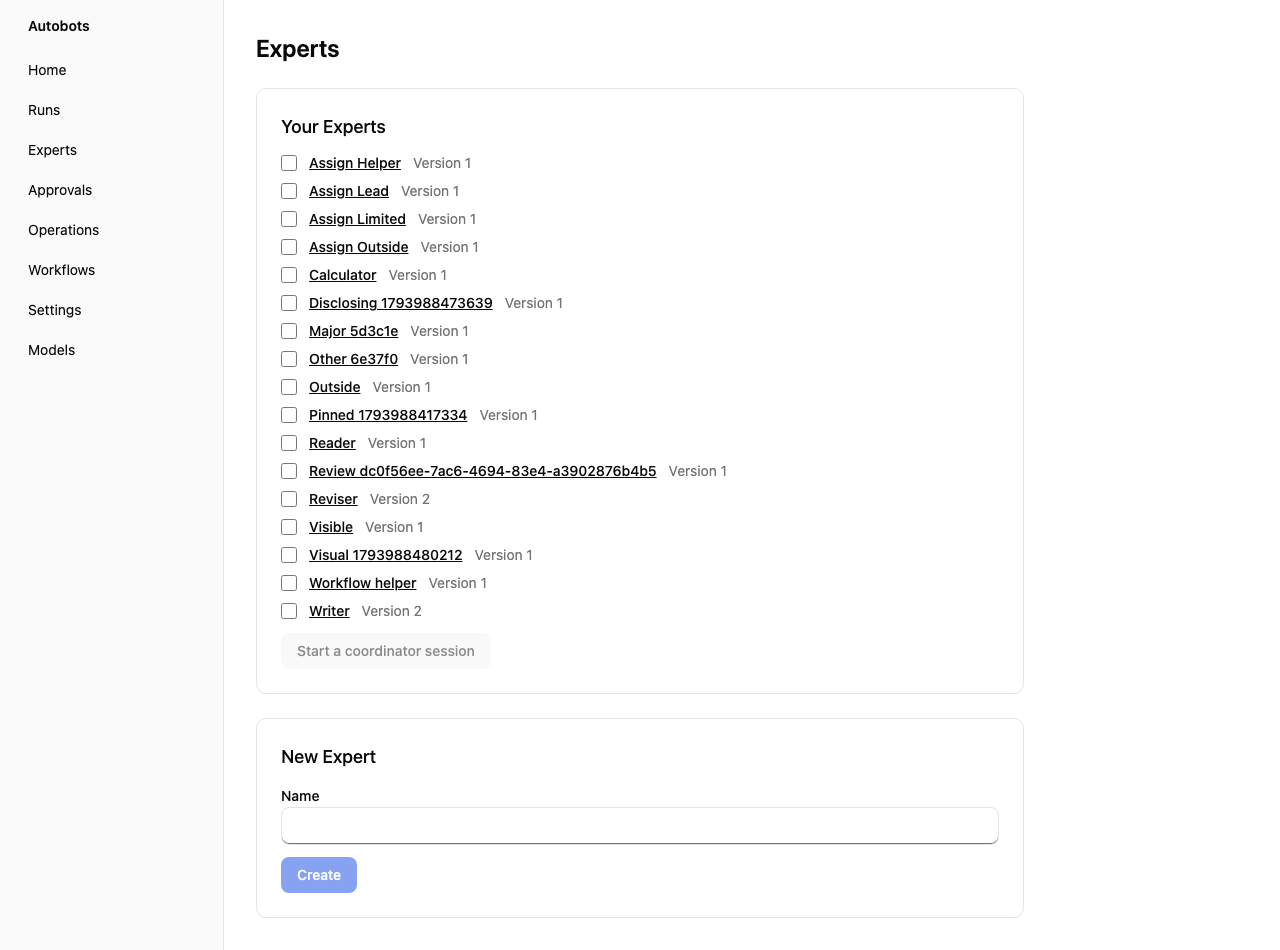 Autobots
Home
Runs
Experts
Approvals
Operations
Workflows
Settings
Models
Experts
Your Experts
Assign Helper Version 1
Assign Lead Version 1
Assign Limited Version 1
Assign Outside Version 1
Calculator Version 1
Disclosing 1793988473639 Version 1
Major 5d3c1e Version 1
Other 6e37f0 Version 1
Outside Version 1
Pinned 1793988417334 Version 1
Reader Version 1
Review dc0f56ee-7ac6-4694-83e4-a3902876b4b5 Version 1
Reviser Version 2
Visible Version 1
Visual 1793988480212 Version 1
Workflow helper Version 1
Writer Version 2
Start a coordinator session
New Expert
Name
Create